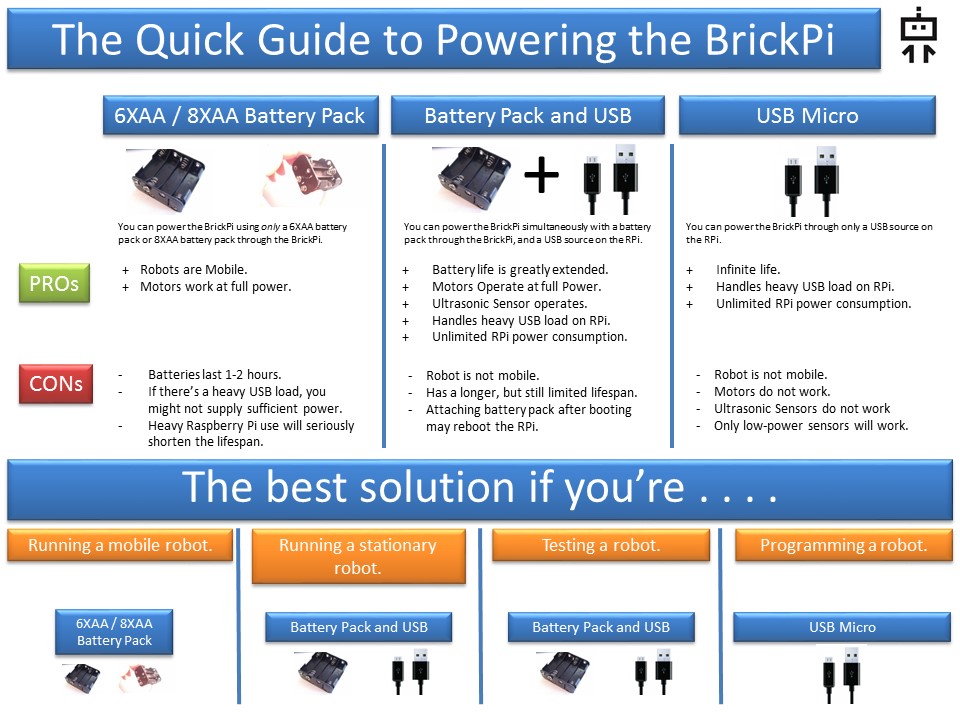 The Quick Guide to Powering the BrickPi
6XAA / 8XAA Battery Pack
You can power the BrickPi using only a 6XAA battery
pack or 8XAA battery pack through the BrickPi.
Battery Pack and USB
+
You can power the BrickPi simultaneously with a battery
pack through the BrickPi, and a USB source on the RPi.
USB Micro
You can power the BrickPi through only a USB source on
the RPi.
PROs
+ Robots are Mobile.
+ Motors work at full power.
+ Battery life is greatly extended.
+ Motors Operate at full Power.
+ Ultrasonic Sensor operates.
+ Handles heavy USB load on RPi.
+ Unlimited RPi power consumption.
+ Infinite life.
+ Handles heavy USB load on RPi.
+ Unlimited RPi power consumption.
CONs
- Batteries last 1-2 hours.
- If there's a heavy USB load, you
might not supply sufficient power.
- Heavy Raspberry Pi use will seriously
shorten the lifespan.
- Robot is not mobile.
- Has a longer, but still limited lifespan.
- Attaching battery pack after booting
may reboot the RPi.
- Robot is not mobile.
- Motors do not work.
- Ultrasonic Sensors do not work
- Only low-power sensors will work.
The best solution if you're . . . .
Running a mobile robot.
6XAA / 8XAA
Battery Pack
Running a stationary
robot.
Battery Pack and USB
Testing a robot.
Battery Pack and USB
Programming a robot.
USB Micro